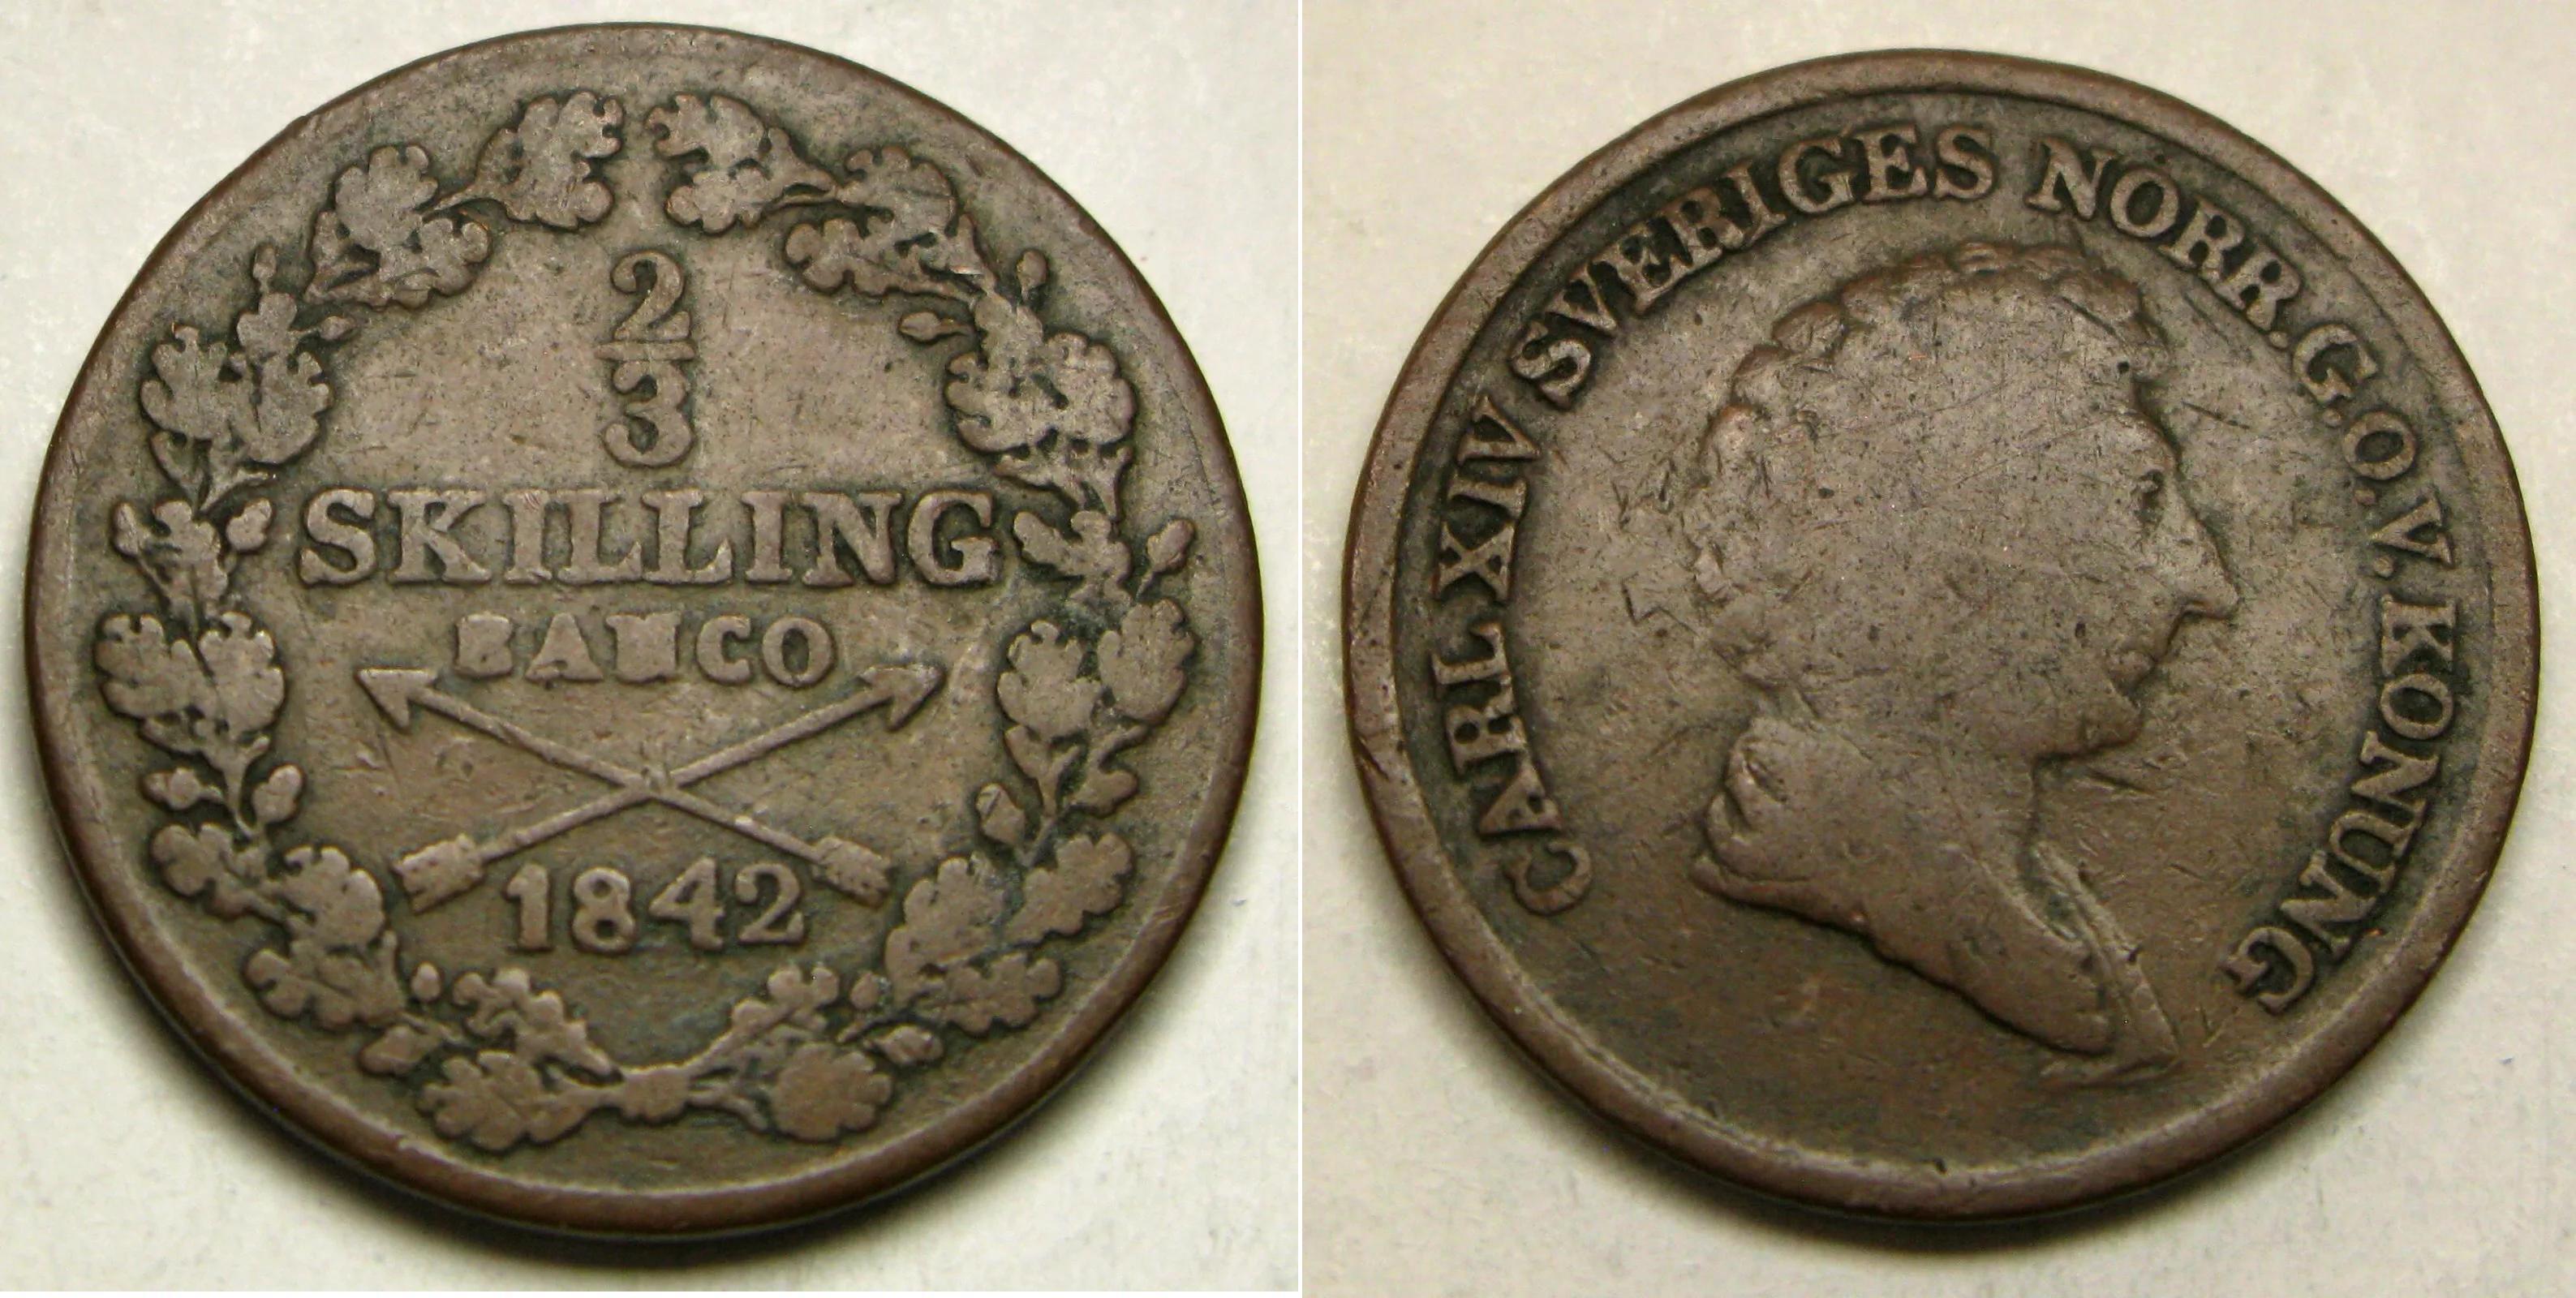 2
3
SKILLING
BANCO
1842
CARL XIV SVERIGES NORR. G. O. V. KONUNG